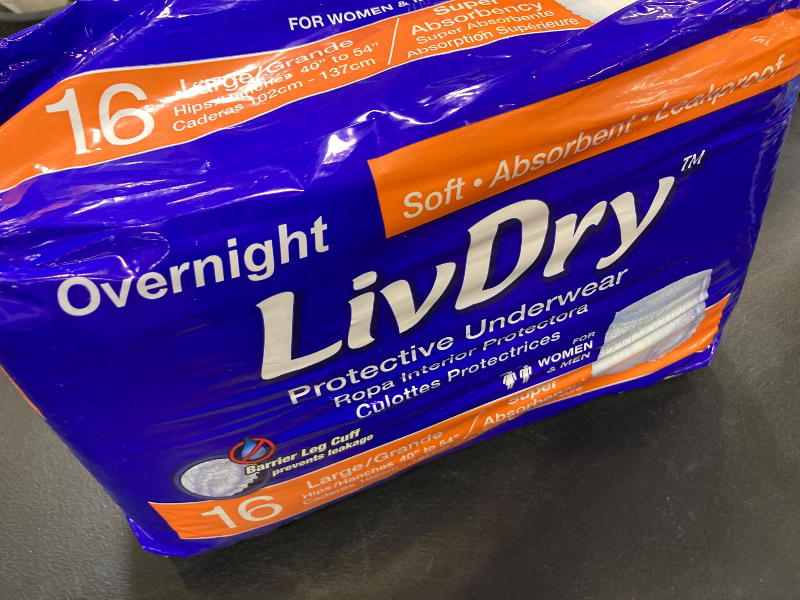 FOR WOMEN &
16
Large/Grande
Hips/Hanches 40" to 54"
Caderas 102cm - 137cm
Super
Absorbency
Super Absorbente
Absorption Supérieure
Soft • Absorbent • Leakproof
Overnight
LivDry™
Protective Underwear
Ropa Interior Protectora
Culottes Protectrices
FOR
WOMEN
& MEN
Barrier Leg Cuff
prevents leakage
16
Large/Grande
Hips/Hanches 40" to 54"
Caderas
Super